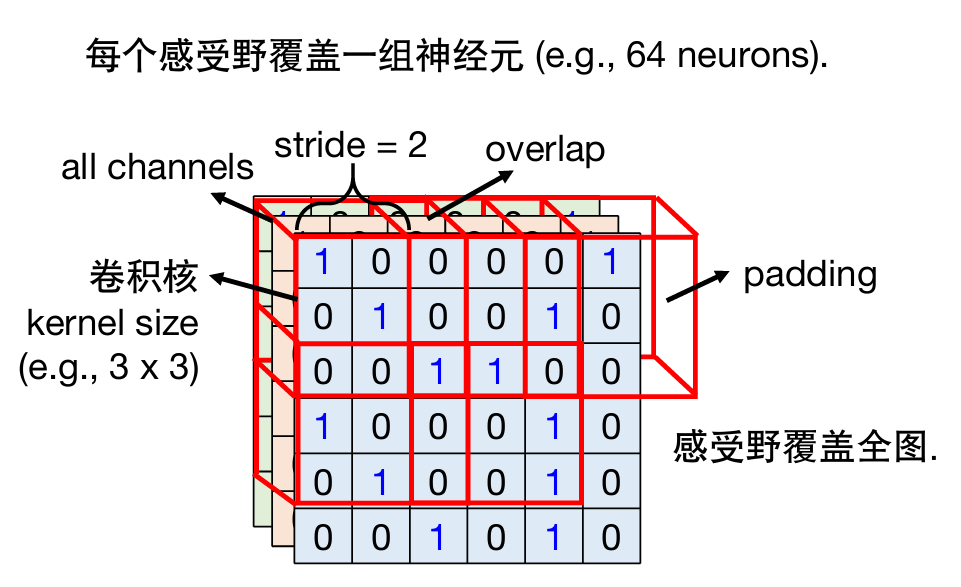 每个感受野覆盖一组神经元 (e.g., 64 neurons).
stride = 2
overlap
all channels
padding
卷积核
kernel size
(e.g., 3 x 3)
1 0 0 0 0 1
0 1 0 0 1 0
0 0 1 1 0 0
1 0 0 0 1 0
0 1 0 0 1 0
0 0 1 0 1 0
感受野覆盖全图.